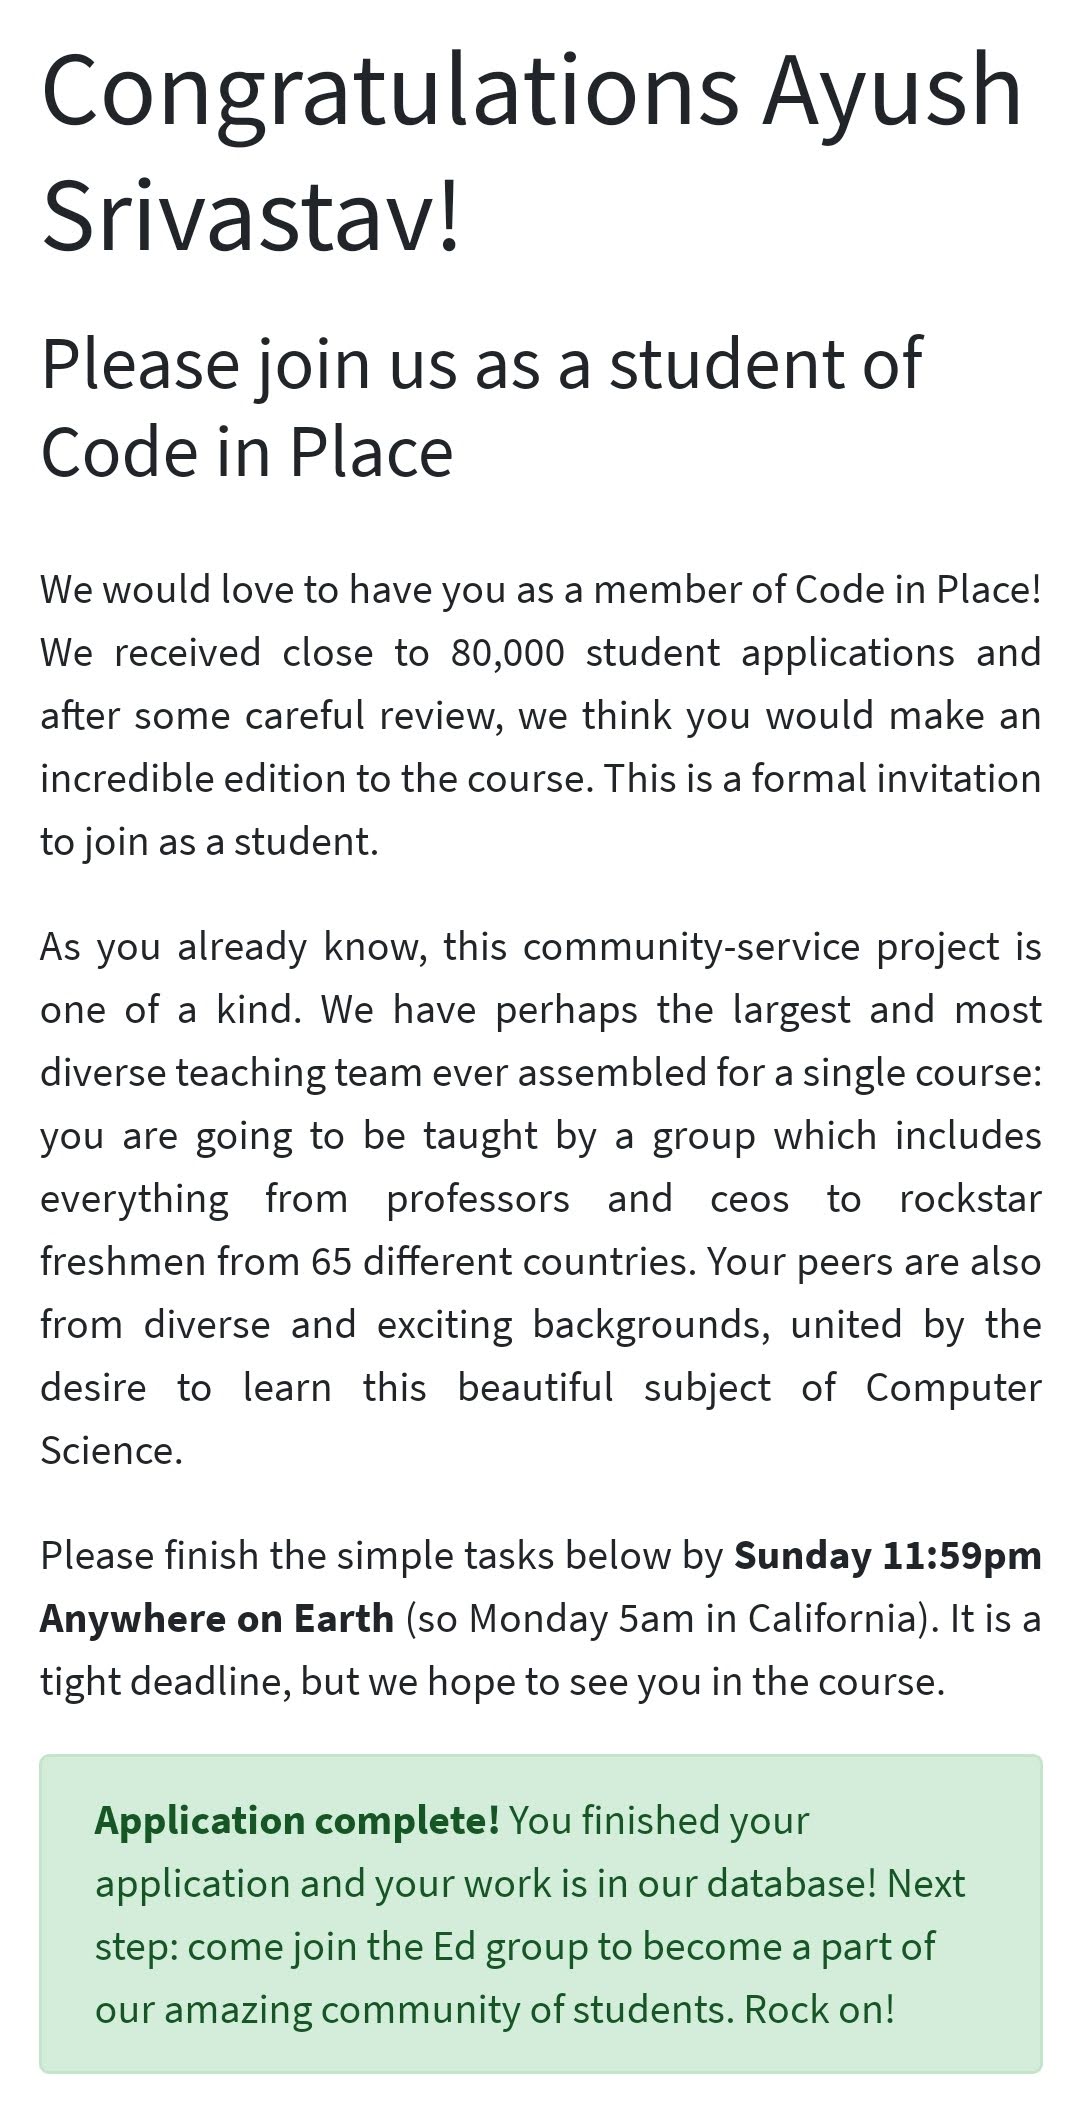 Congratulations Ayush
Srivastav!
Please join us as a student of
Code in Place
We would love to have you as a member of Code in Place!
We received close to 80,000 student applications and
after some careful review, we think you would make an
incredible edition to the course. This is a formal invitation
to join as a student.
As you already know, this community-service project is
one of a kind. We have perhaps the largest and most
diverse teaching team ever assembled for a single course:
you are going to be taught by a group which includes
everything from professors and ceos to rockstar
freshmen from 65 different countries. Your peers are also
from diverse and exciting backgrounds, united by the
desire to learn this beautiful subject of Computer
Science.
Please finish the simple tasks below by Sunday 11:59pm
Anywhere on Earth (so Monday 5am in California). It is a
tight deadline, but we hope to see you in the course.
Application complete! You finished your
application and your work is in our database! Next
step: come join the Ed group to become a part of
our amazing community of students. Rock on!